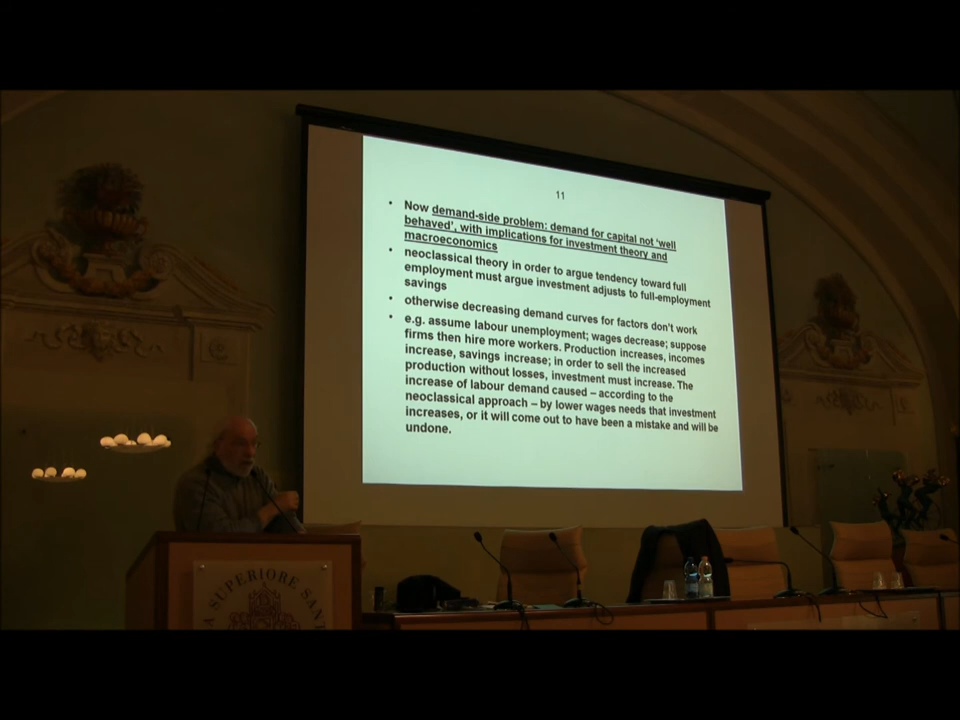 11
• Now demand-side problem: demand for capital not 'well
behaved', with implications for investment theory and
macroeconomics
• neoclassical theory in order to argue tendency toward full
employment must argue investment adjusts to full-employment
savings
• otherwise decreasing demand curves for factors don't work
• e.g. assume labour unemployment; wages decrease; suppose
firms then hire more workers. Production increases, incomes
increase, savings increase; in order to sell the increased
production without losses, investment must increase. The
increase of labour demand caused – according to the
neoclassical approach – by lower wages needs that investment
increases, or it will come out to have been a mistake and will be
undone.
A SUPERIORE SANT